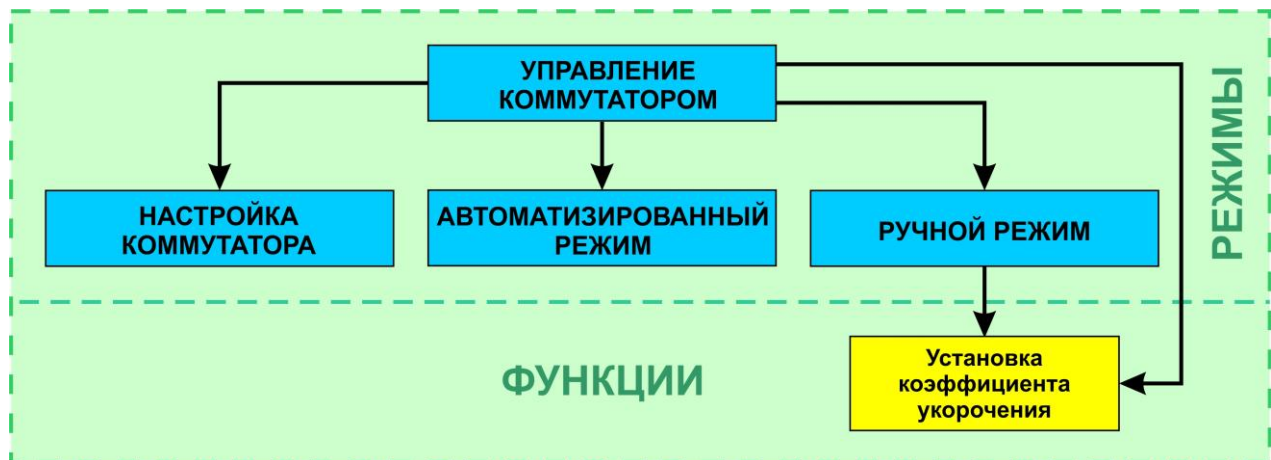 УПРАВЛЕНИЕ
КОММУТАТОРОМ
НАСТРОЙКА
КОММУТАТОРА
АВТОМАТИЗИРОВАННЫЙ
РЕЖИМ
РУЧНОЙ РЕЖИМ
РЕЖИМЫ
ФУНКЦИИ
Установка
коэффициента
укорочения